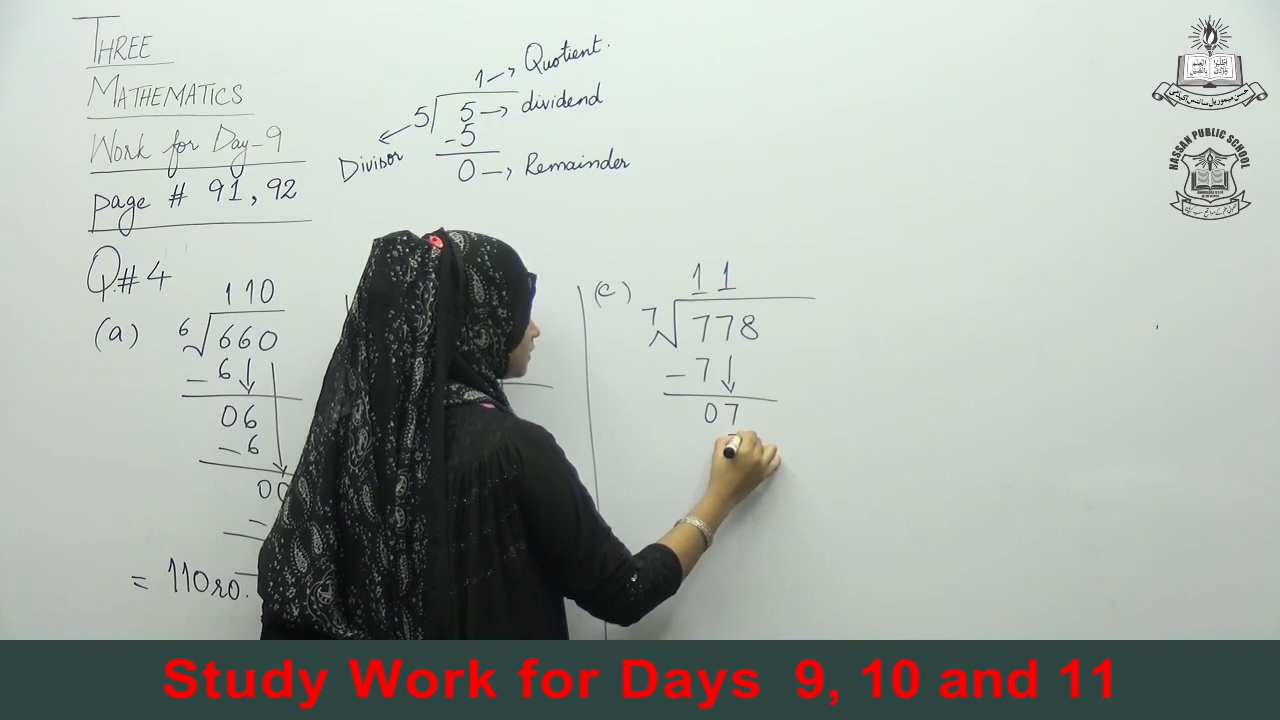 THREE
MATHEMATICS
Work for Day-9
page # 91, 92
1 → Quotient.
5 5 → dividend
-5
Divisor
0 → Remainder
Q.# 4
(a)
110
6 660
- 6
06
- 6
00
= 110r0.
(c)
11
7 778
- 7
07
HASSAN PUBLIC SCHOOL
Study Work for Days 9, 10 and 11